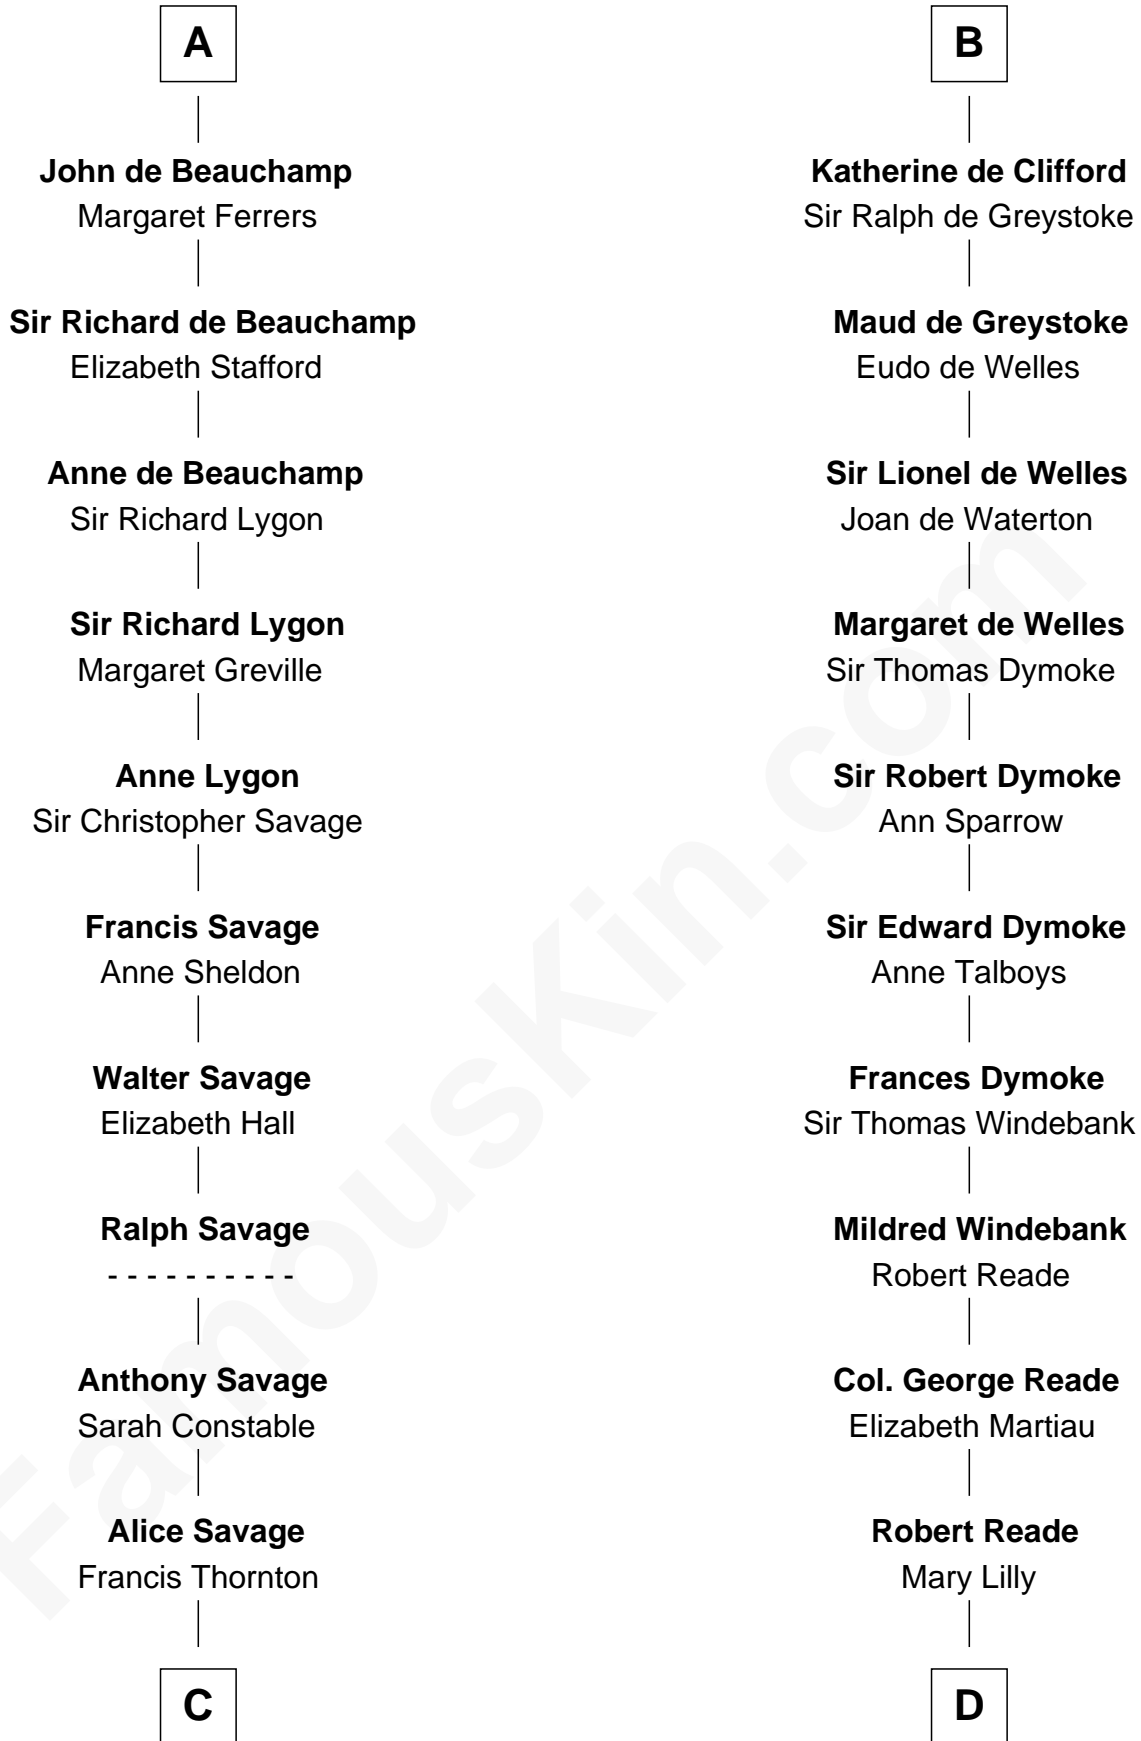 A
John de Beauchamp
Margaret Ferrers
Sir Richard de Beauchamp
Elizabeth Stafford
Anne de Beauchamp
Sir Richard Lygon
Sir Richard Lygon
Margaret Greville
Anne Lygon
Sir Christopher Savage
Francis Savage
Anne Sheldon
Walter Savage
Elizabeth Hall
Ralph Savage
- - - - - - - - - -
Anthony Savage
Sarah Constable
Alice Savage
Francis Thornton
C
B
Katherine de Clifford
Sir Ralph de Greystoke
Maud de Greystoke
Eudo de Welles
Sir Lionel de Welles
Joan de Waterton
Margaret de Welles
Sir Thomas Dymoke
Sir Robert Dymoke
Ann Sparrow
Sir Edward Dymoke
Anne Talboys
Frances Dymoke
Sir Thomas Windebank
Mildred Windebank
Robert Reade
Col. George Reade
Elizabeth Martiau
Robert Reade
Mary Lilly
D
FamousKin.com